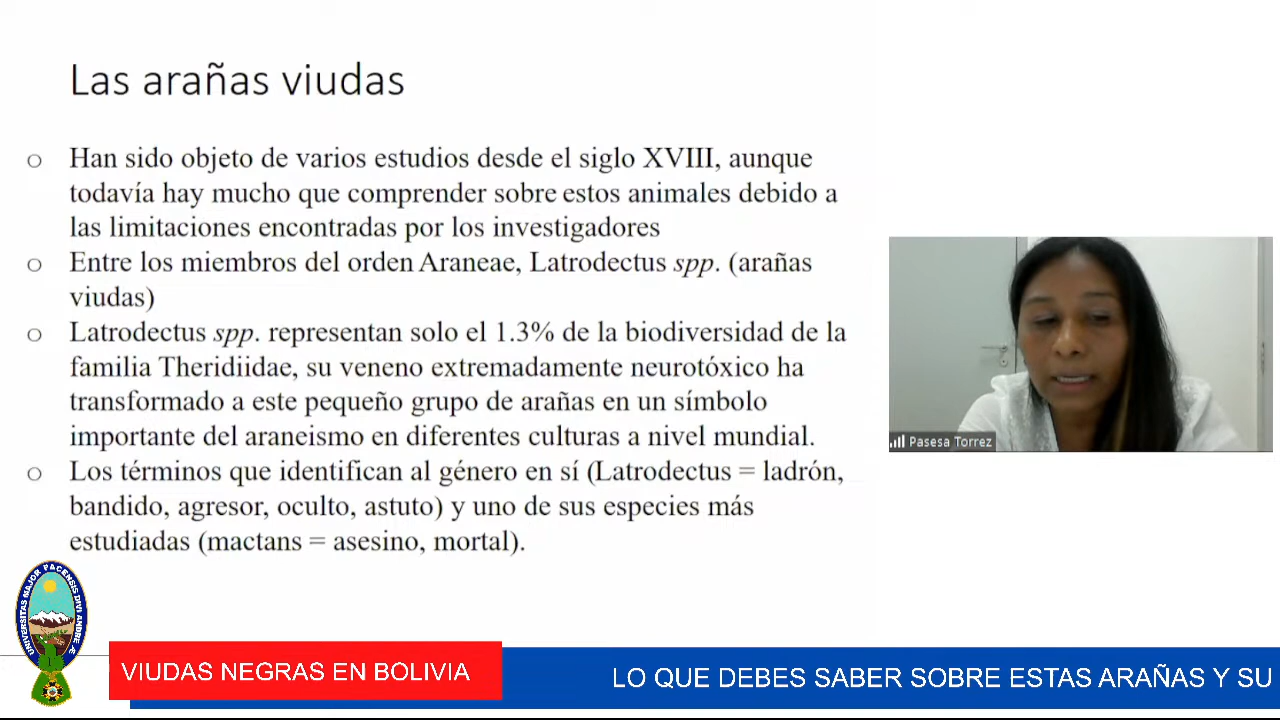 Las arañas viudas
o Han sido objeto de varios estudios desde el siglo XVIII, aunque
todavía hay mucho que comprender sobre estos animales debido a
las limitaciones encontradas por los investigadores
o Entre los miembros del orden Araneae, Latrodectus spp. (arañas
viudas)
o Latrodectus spp. representan solo el 1.3% de la biodiversidad de la
familia Theridiidae, su veneno extremadamente neurotóxico ha
transformado a este pequeño grupo de arañas en un símbolo
importante del araneismo en diferentes culturas a nivel mundial.
o Los términos que identifican al género en sí (Latrodectus = ladrón,
bandido, agresor, oculto, astuto) y uno de sus especies más
estudiadas (mactans = asesino, mortal).
Pasesa Torrez
UNIVERSITAS MAJOR PACENSIS DIVI ANDRE Æ
VIUDAS NEGRAS EN BOLIVIA
LO QUE DEBES SABER SOBRE ESTAS ARAÑAS Y SU